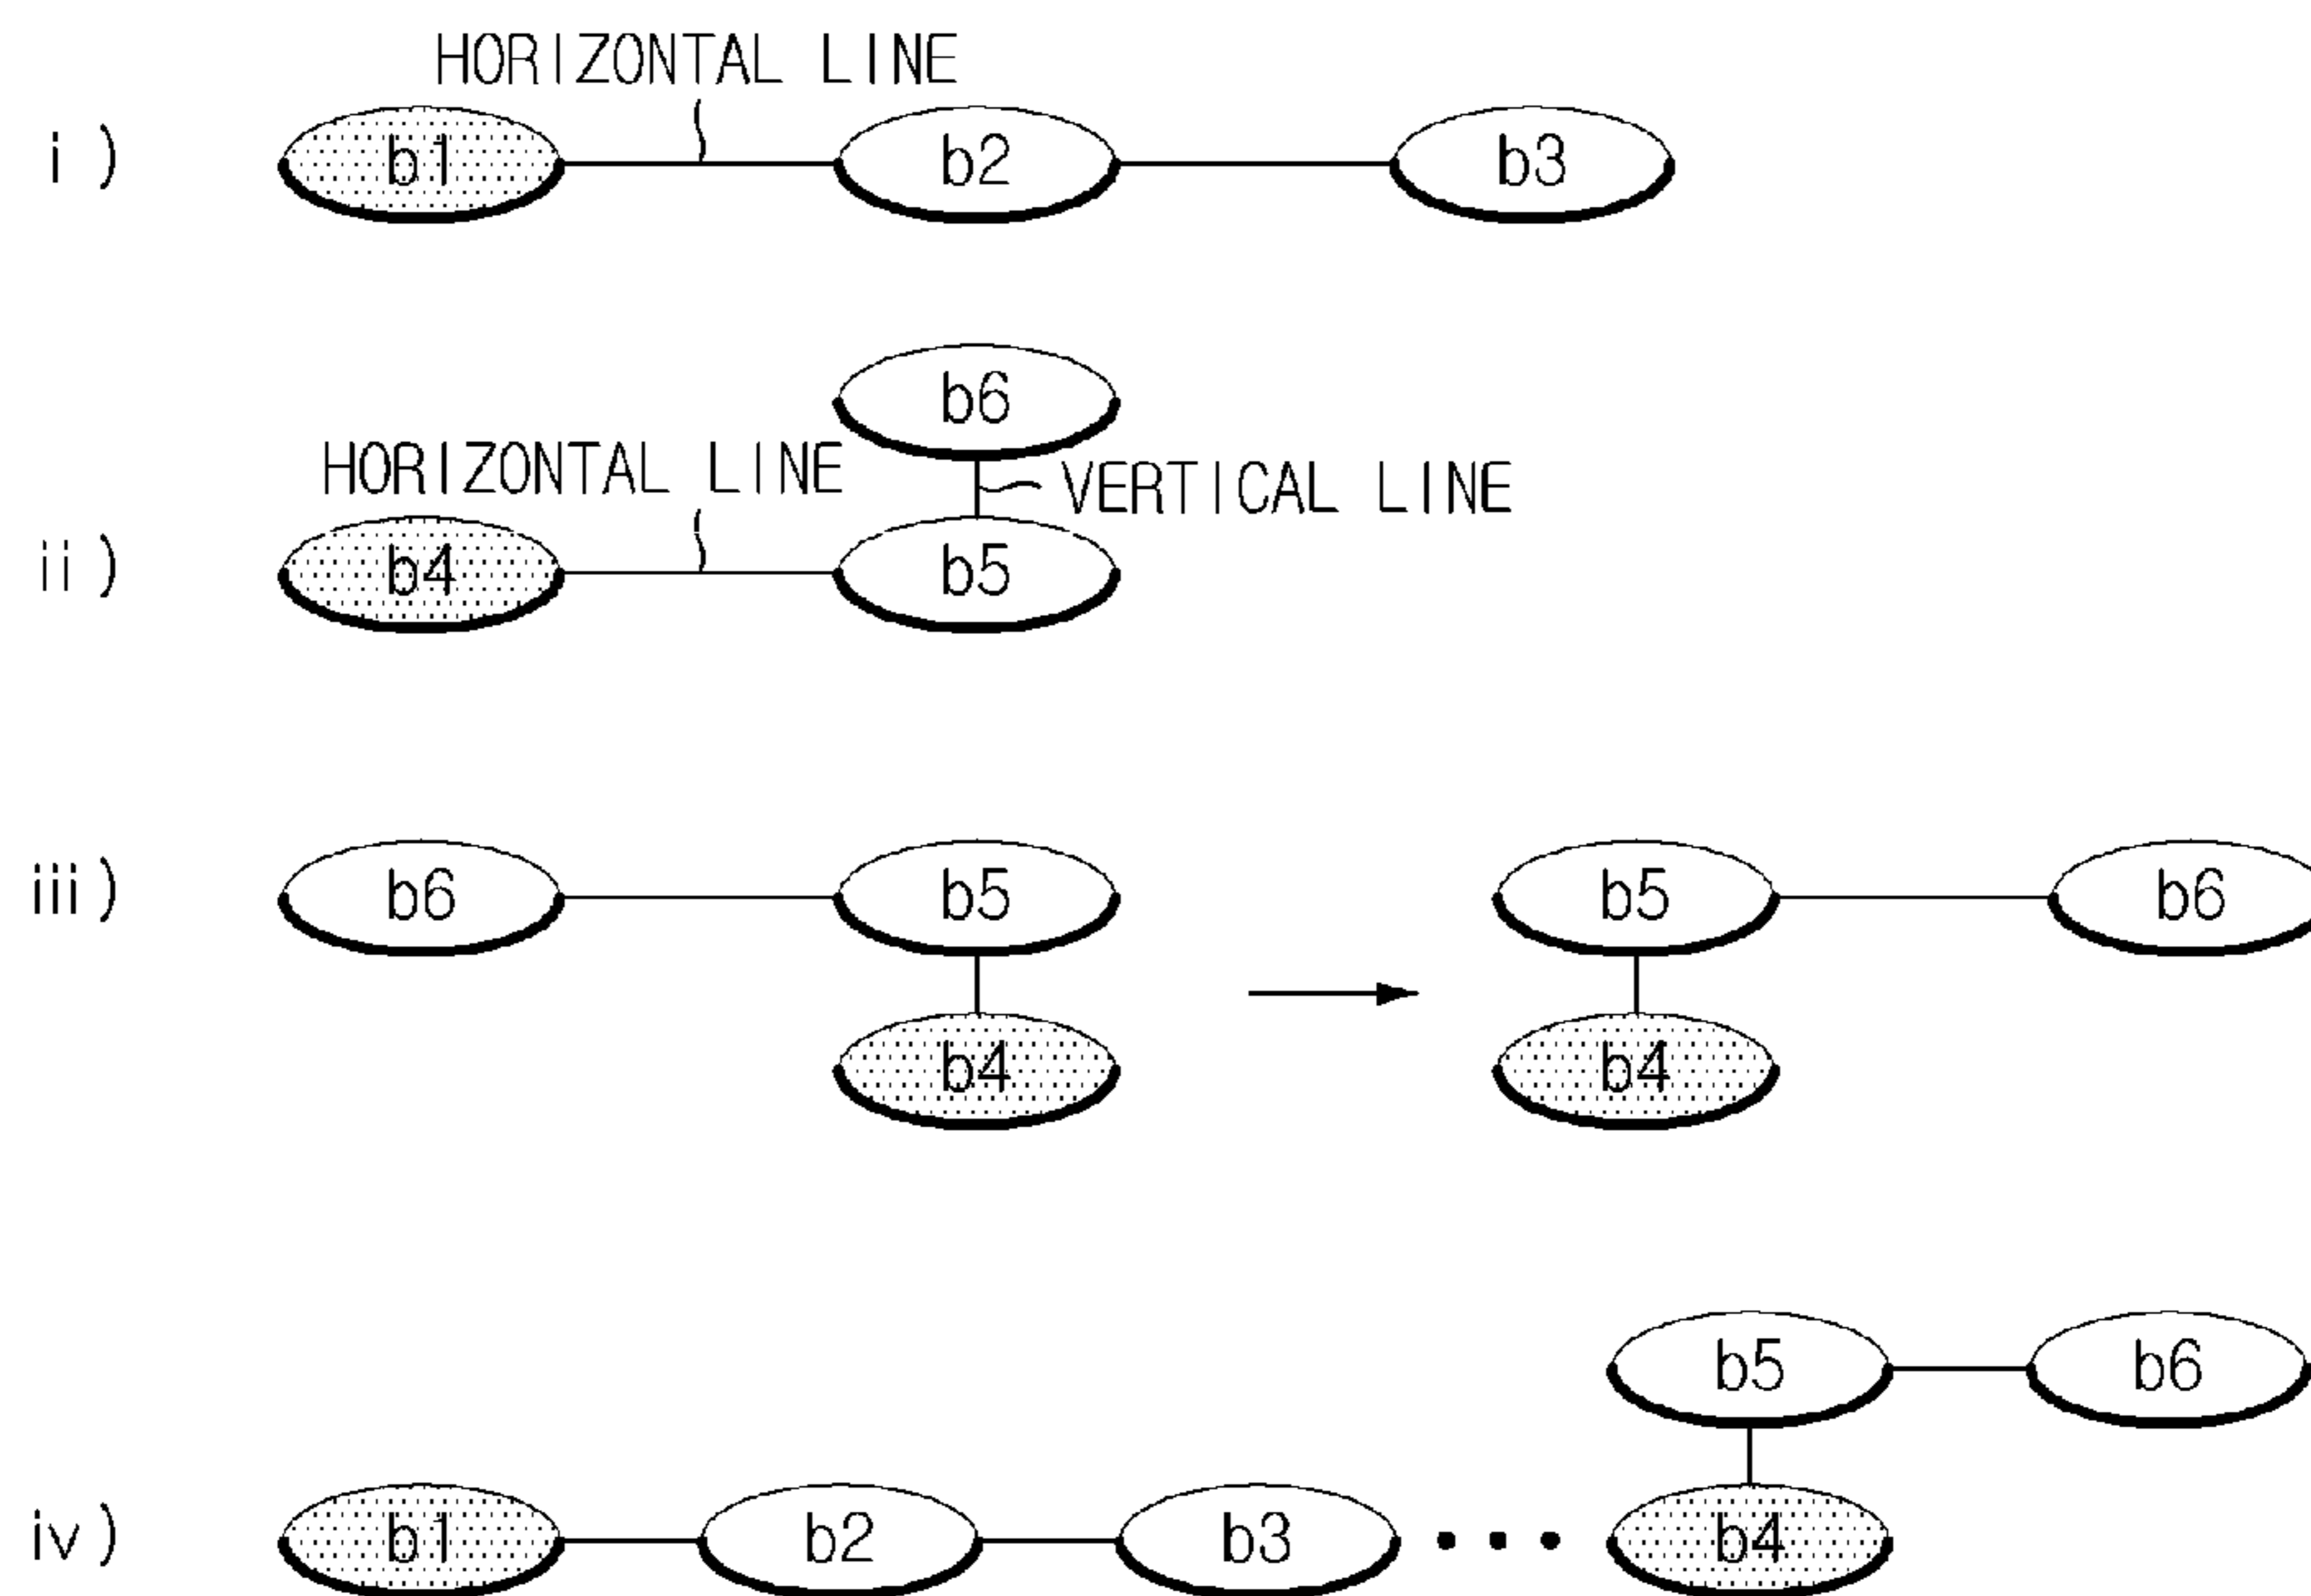 HORIZONTAL LINE
i ) b1 b2 b3
b6
HORIZONTAL LINE VERTICAL LINE
ii ) b4 b5
iii ) b6 b5 b5 b6
b4 b4
b5 b6
iv ) b1 b2 b3 • • • b4